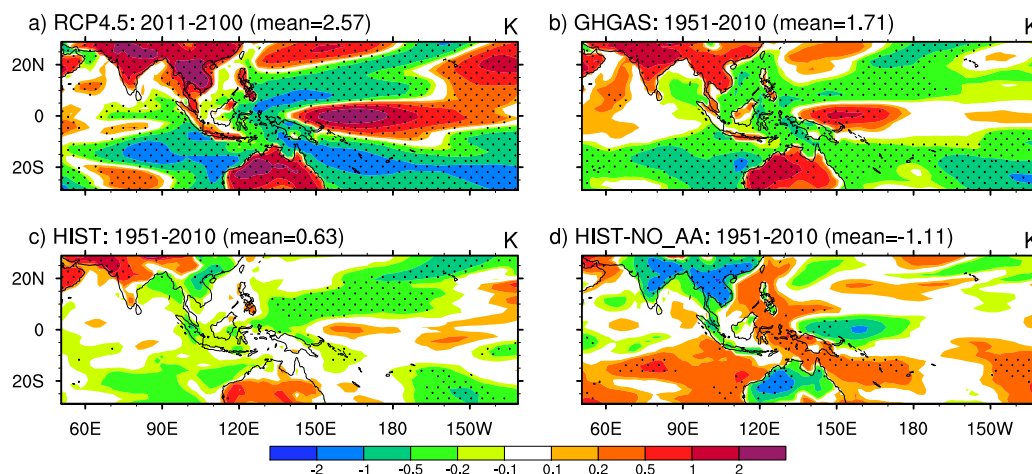 a) RCP4.5: 2011-2100 (mean=2.57) K
b) GHGAS: 1951-2010 (mean=1.71) K
20N
0
20S
c) HIST: 1951-2010 (mean=0.63) K
d) HIST-NO_AA: 1951-2010 (mean=-1.11) K
20N
0
20S
60E 90E 120E 150E 180 150W
60E 90E 120E 150E 180 150W
-2 -1 -0.5 -0.2 -0.1 0.1 0.2 0.5 1 2